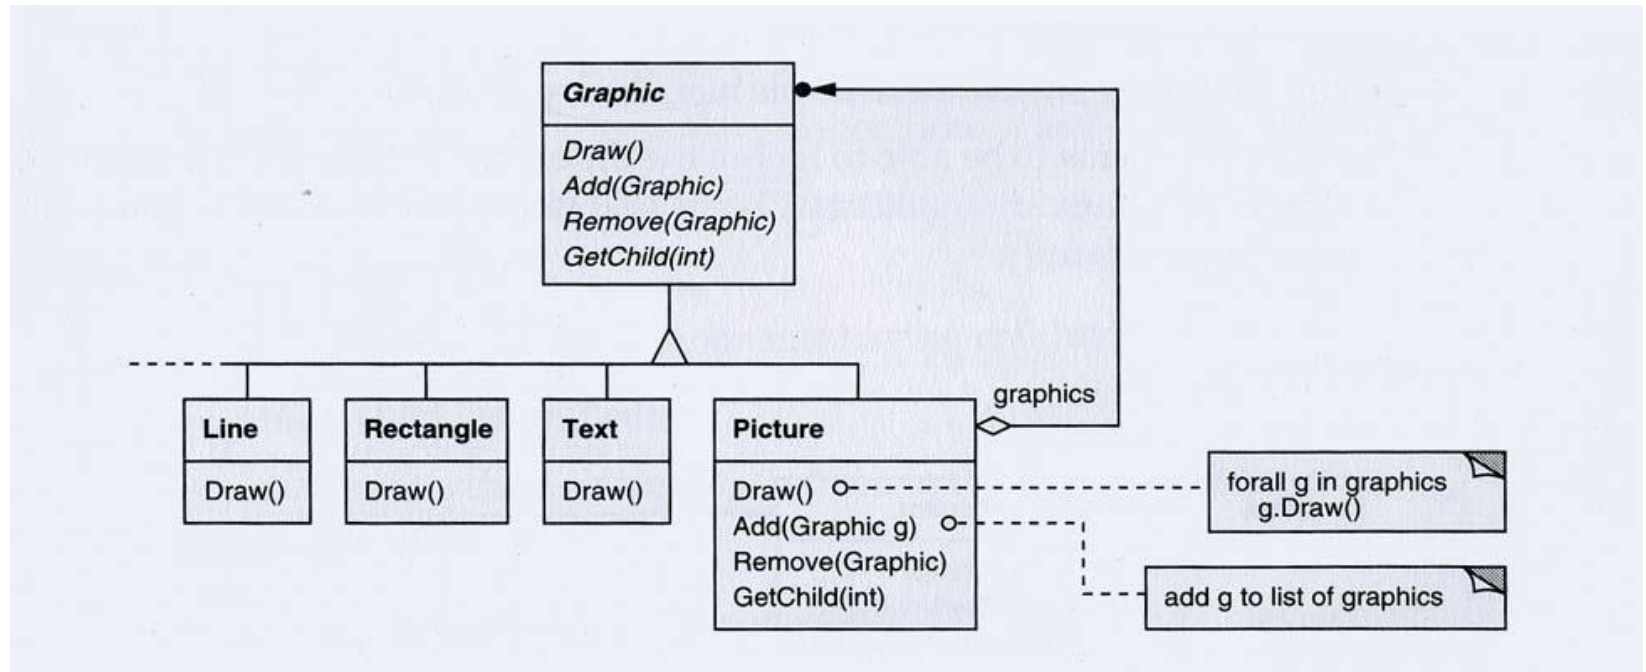 Graphic
Draw()
Add(Graphic)
Remove(Graphic)
GetChild(int)
graphics
Line
Draw()
Rectangle
Draw()
Text
Draw()
Picture
Draw()
Add(Graphic g)
Remove(Graphic)
GetChild(int)
forall g in graphics
g.Draw()
add g to list of graphics